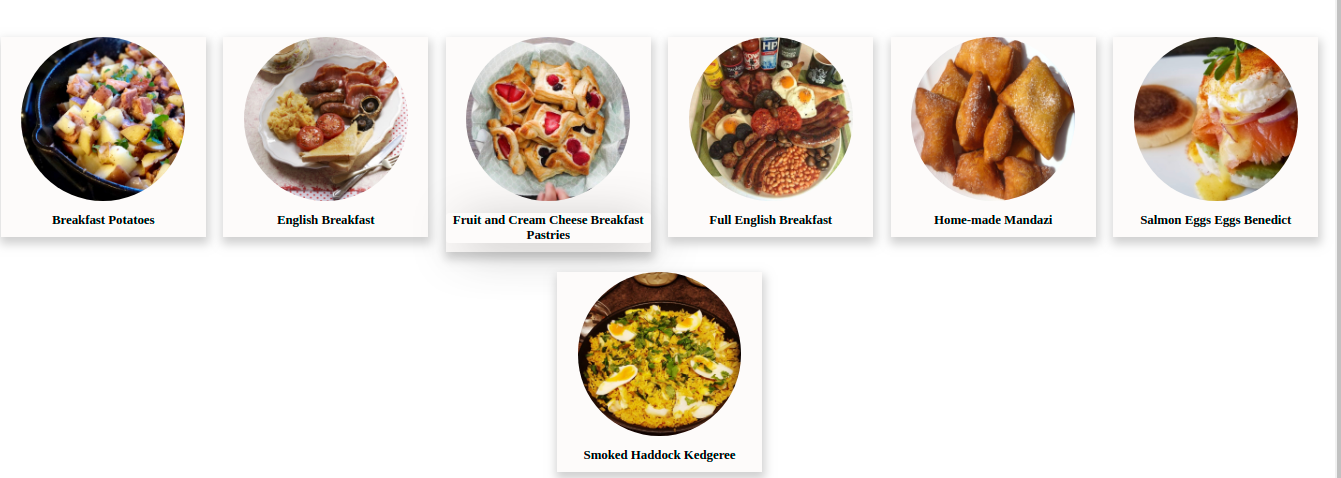 HP
Breakfast Potatoes
English Breakfast
Fruit and Cream Cheese Breakfast
Pastries
Full English Breakfast
Home-made Mandazi
Salmon Eggs Eggs Benedict
Smoked Haddock Kedgeree